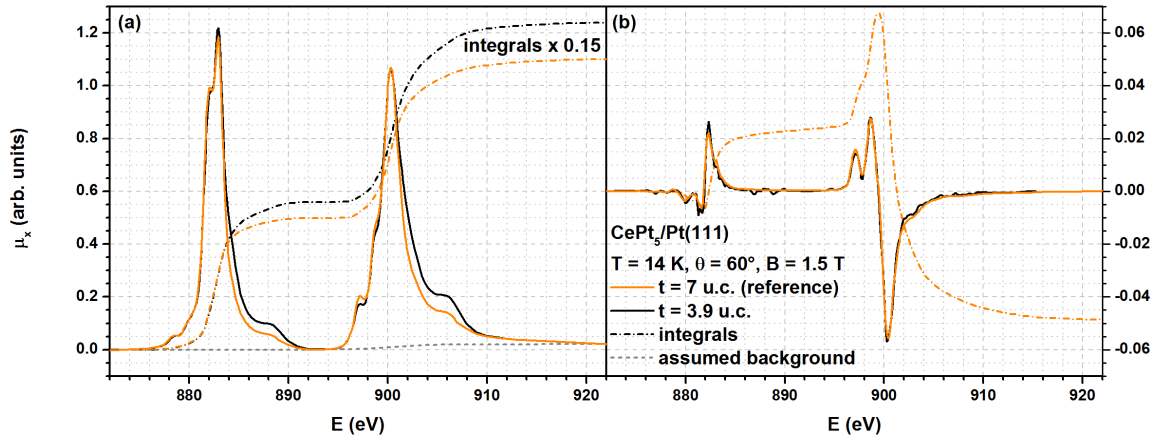 (a)
integrals x 0.15
μx (arb. units)
1.2
1.0
0.8
0.6
0.4
0.2
0.0
880
890
900
910
920
E (eV)
(b)
CePt5/Pt(111)
T = 14 K, θ = 60°, B = 1.5 T
t = 7 u.c. (reference)
t = 3.9 u.c.
integrals
assumed background
0.06
0.04
0.02
0.00
-0.02
-0.04
-0.06
880
890
900
910
920
E (eV)